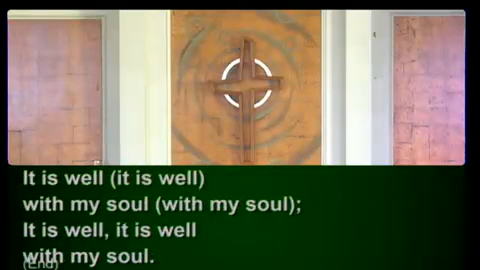 It is well (it is well)
with my soul (with my soul);
It is well, it is well
with my soul.
(End)